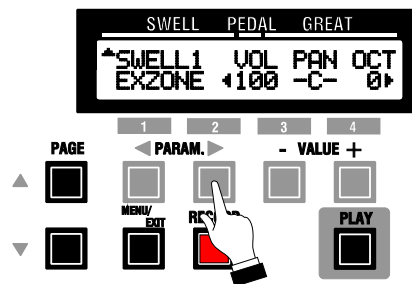 SWELL PEDAL GREAT
SWELL1 VOL PAN OCT
EXZONE 100 -C- 0
1 2 3 4
PAGE PARAM. - VALUE +
MENU/
EXIT
PLAY